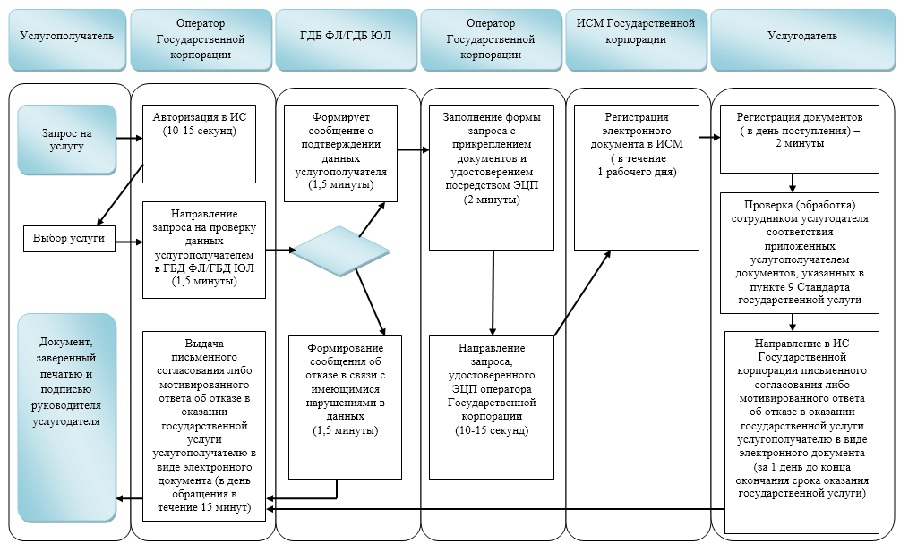 Услугополучатель
Оператор
Государственной
корпорации
ГДБ ФЛ/ГДБ ЮЛ
Оператор
Государственной
корпорации
ИСМ Государственной
корпорации
Услугодатель
Запрос на
услугу
Выбор услуги
Документ,
заверенный
печатью и
подписью
руководителя
услугодателя
Авторизация в ИС
(10-15 секунд)
Направление
запроса на проверку
данных
услугополучателем
в ГБД ФЛ/ГБД ЮЛ
(1,5 минуты)
Выдача
письменного
согласования либо
мотивированного
ответа об отказе в
оказании
государственной
услуги
услугополучателю в
виде электронного
документа (в день
обращения в
течение 15 минут)
Формирует
сообщение о
подтверждении
данных
услугополучателя
(1,5 минуты)
Формирование
сообщения об
отказе в связи с
имеющимися
нарушениями в
данных
(1,5 минуты)
Заполнение формы
запроса с
прикреплением
документов и
удостоверением
посредством ЭЦП
(2 минуты)
Направление
запроса,
удостоверенного
ЭЦП оператора
Государственной
корпорации
(10-15 секунд)
Регистрация
электронного
документа в ИСМ
( в течение
1 рабочего дня)
Регистрация документов
( в день поступления) –
2 минуты
Проверка (обработка)
сотрудником услугодателя
соответствия
приложенных
услугополучателем
документов, указанных в
пункте 9 Стандарта
государственной услуги
Направление в ИС
Государственной
корпорации письменного
согласования либо
мотивированного ответа
об отказе в оказании
государственной услуги
услугополучателю в виде
электронного документа
(за 1 день до конца
окончания срока оказания
государственной услуги)